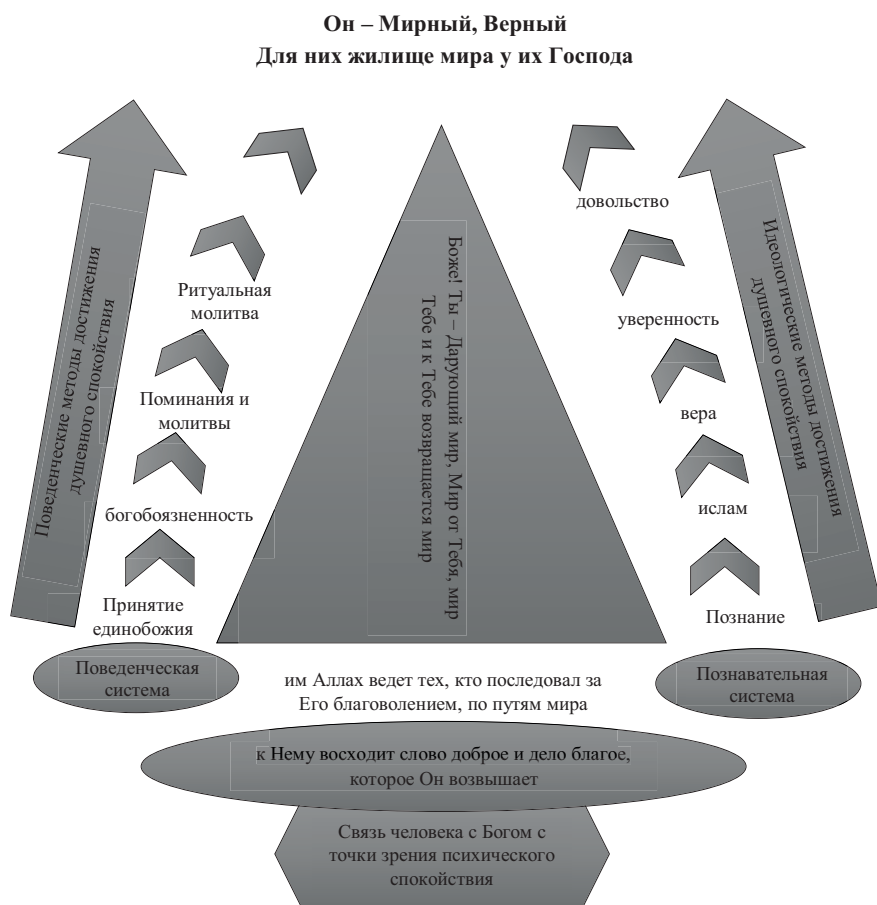 Он – Мирный, Верный
Для них жилище мира у их Господа
Поведенческие методы достижения
душевного спокойствия
Ритуальная
молитва
Поминания и
молитвы
богобоязненность
Принятие
единобожия
Поведенческая
система
Боже! Ты – Дарующий мир, Мир от Тебя, мир
Тебе и к Тебе возвращается мир
довольство
уверенность
вера
ислам
Познание
Познавательная
система
Идеологические методы достижения
душевного спокойствия
им Аллах ведет тех, кто последовал за
Его благоволением, по путям мира
к Нему восходит слово доброе и дело благое,
которое Он возвышает
Связь человека с Богом с
точки зрения психического
спокойствия